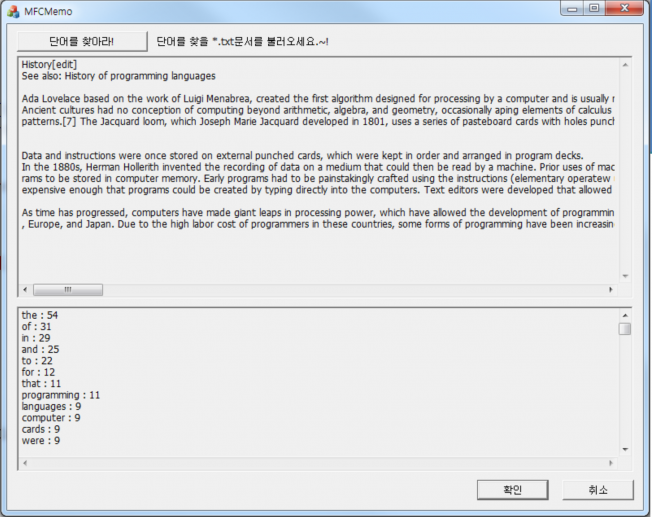 MFCMemo
단어를 찾아라!
단어를 찾을 *.txt문서를 불러오세요.~!
History[edit]
See also: History of programming languages
Ada Lovelace based on the work of Luigi Menabrea, created the first algorithm designed for processing by a computer and is usually r
Ancient cultures had no conception of computing beyond arithmetic, algebra, and geometry, occasionally aping elements of calculus
patterns.[7] The Jacquard loom, which Joseph Marie Jacquard developed in 1801, uses a series of pasteboard cards with holes punch
Data and instructions were once stored on external punched cards, which were kept in order and arranged in program decks.
In the 1880s, Herman Hollerith invented the recording of data on a medium that could then be read by a machine. Prior uses of mac
rams to be stored in computer memory. Early programs had to be painstakingly crafted using the instructions (elementary operatew
expensive enough that programs could be created by typing directly into the computers. Text editors were developed that allowed
As time has progressed, computers have made giant leaps in processing power, which have allowed the development of programmin
, Europe, and Japan. Due to the high labor cost of programmers in these countries, some forms of programming have been increasin
the : 54
of : 31
in : 29
and : 25
to : 22
for : 12
that : 11
programming : 11
languages : 9
computer : 9
cards : 9
were : 9
확인
취소